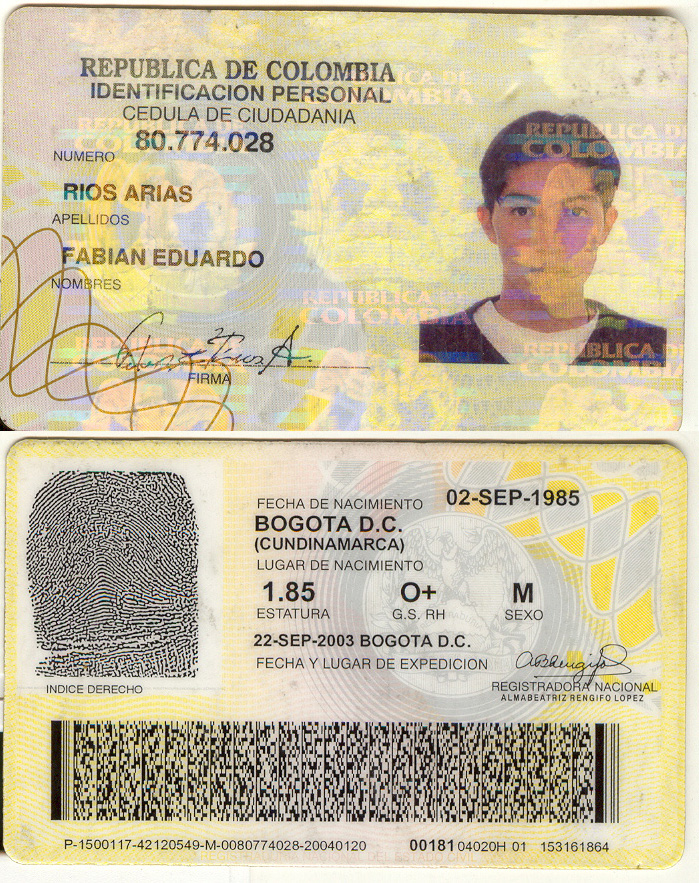 REPUBLICA DE COLOMBIA
IDENTIFICACION PERSONAL
CEDULA DE CIUDADANIA
NUMERO 80.774.028
RIOS ARIAS
APELLIDOS
FABIAN EDUARDO
NOMBRES
FIRMA
REPUBLICA DE
COLOMBIA
REPUBLICA DE
COLOMBIA
REPUBLICA DE
COLOMBIA
FECHA DE NACIMIENTO 02-SEP-1985
BOGOTA D.C.
(CUNDINAMARCA)
LUGAR DE NACIMIENTO
1.85 O+ M
ESTATURA G.S. RH SEXO
22-SEP-2003 BOGOTA D.C.
FECHA Y LUGAR DE EXPEDICION
INDICE DERECHO
REGISTRADORA NACIONAL
ALMABEATRIZ RENGIFO LOPEZ
P-1500117-42120549-M-0080774028-20040120 00181 04020H 01 153161864